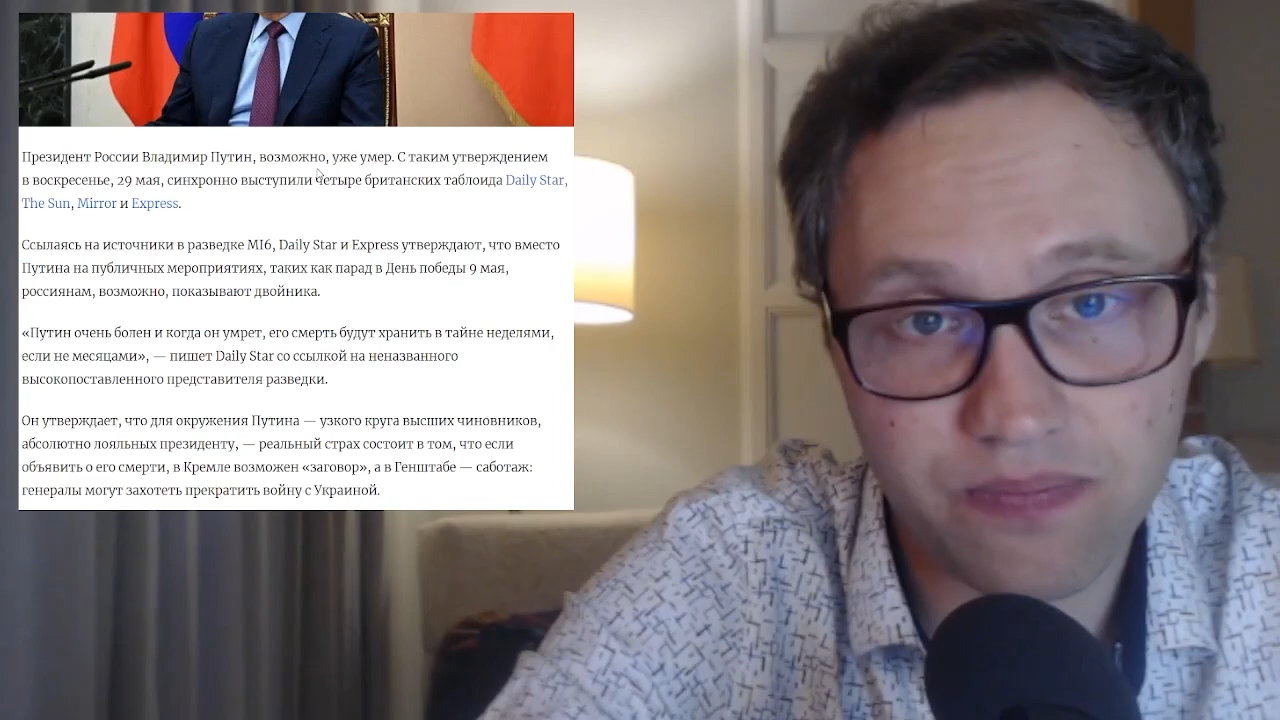 Президент России Владимир Путин, возможно, уже умер. С таким утверждением
в воскресенье, 29 мая, синхронно выступили четыре британских таблоида Daily Star,
The Sun, Mirror и Express.
Ссылаясь на источники в разведке MI6, Daily Star и Express утверждают, что вместо
Путина на публичных мероприятиях, таких как парад в День победы 9 мая,
россиянам, возможно, показывают двойника.
«Путин очень болен и когда он умрет, его смерть будут хранить в тайне неделями,
если не месяцами», — пишет Daily Star со ссылкой на неназванного
высокопоставленного представителя разведки.
Он утверждает, что для окружения Путина — узкого круга высших чиновников,
абсолютно лояльных президенту, — реальный страх состоит в том, что если
объявить о его смерти, в Кремле возможен «заговор», а в Генштабе — саботаж:
генералы могут захотеть прекратить войну с Украиной.